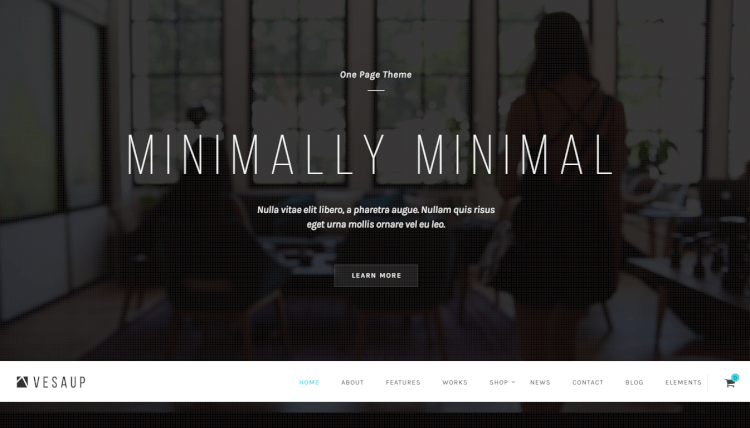 One Page Theme
MINIMALLY MINIMAL
Nulla vitae elit libero, a pharetra augue. Nullam quis risus
eget urna mollis ornare vel eu leo.
LEARN MORE
VESAUP
HOME ABOUT FEATURES WORKS SHOP NEWS CONTACT BLOG ELEMENTS
0